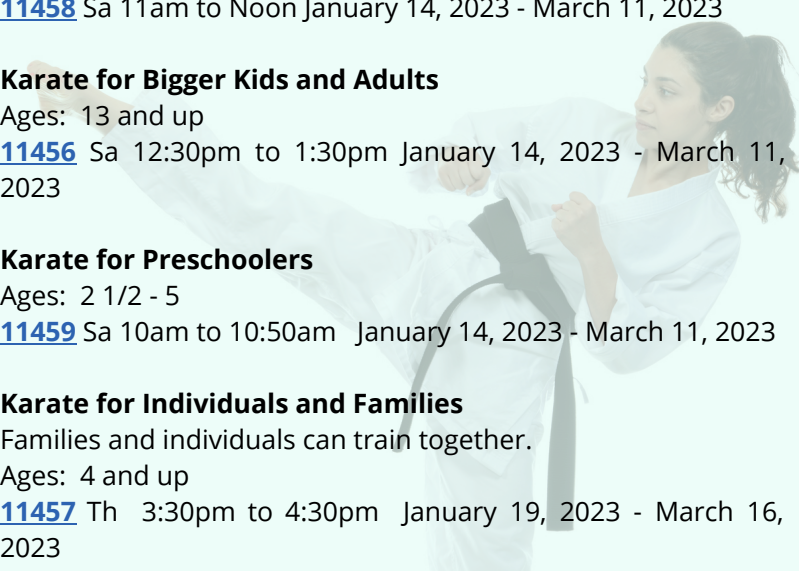 11458 Sa 11am to Noon January 14, 2023 - March 11, 2023
Karate for Bigger Kids and Adults
Ages: 13 and up
11456 Sa 12:30pm to 1:30pm January 14, 2023 - March 11,
2023
Karate for Preschoolers
Ages: 2 1/2 - 5
11459 Sa 10am to 10:50am January 14, 2023 - March 11, 2023
Karate for Individuals and Families
Families and individuals can train together.
Ages: 4 and up
11457 Th 3:30pm to 4:30pm January 19, 2023 - March 16,
2023